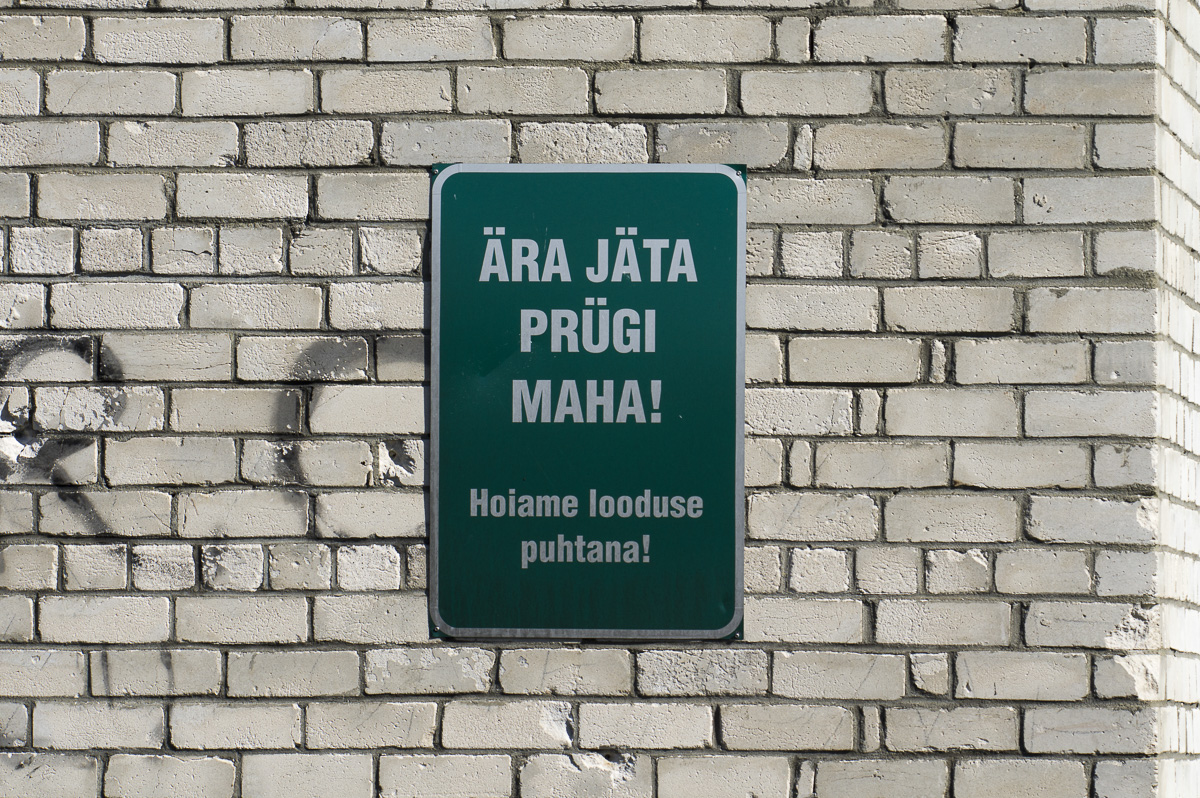 ÄRA JÄTA
PRÜGI
MAHA!
Hoiame looduse
puhtana!